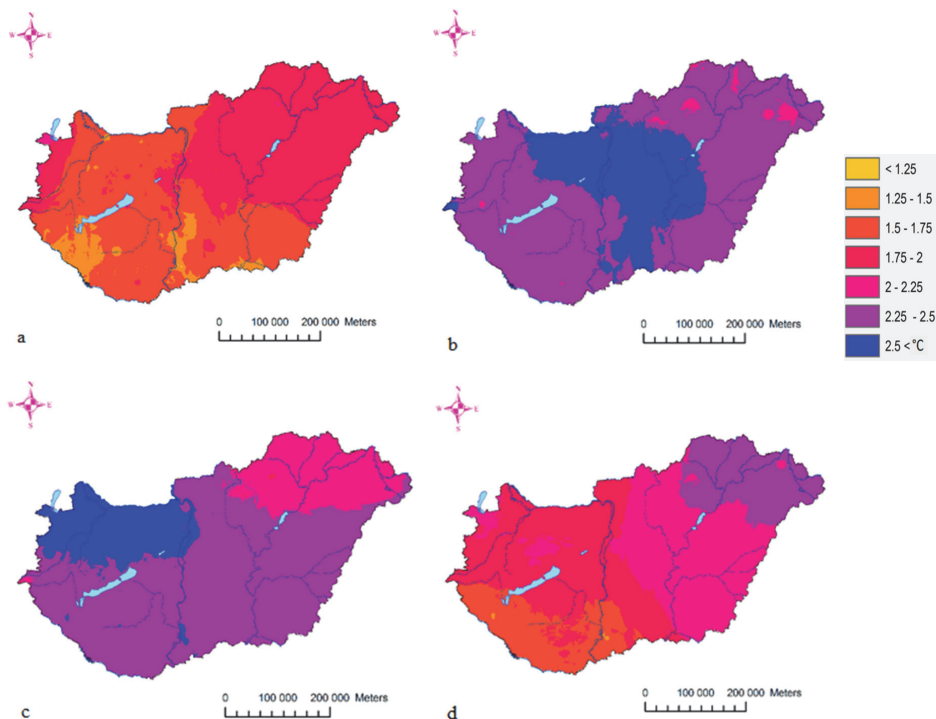 N
W E
S
0 100 000 200 000 Meters
a
N
W E
S
0 100 000 200 000 Meters
b
< 1.25
1.25 - 1.5
1.5 - 1.75
1.75 - 2
2 - 2.25
2.25 - 2.5
2.5 < °C
N
W E
S
0 100 000 200 000 Meters
c
N
W E
S
0 100 000 200 000 Meters
d